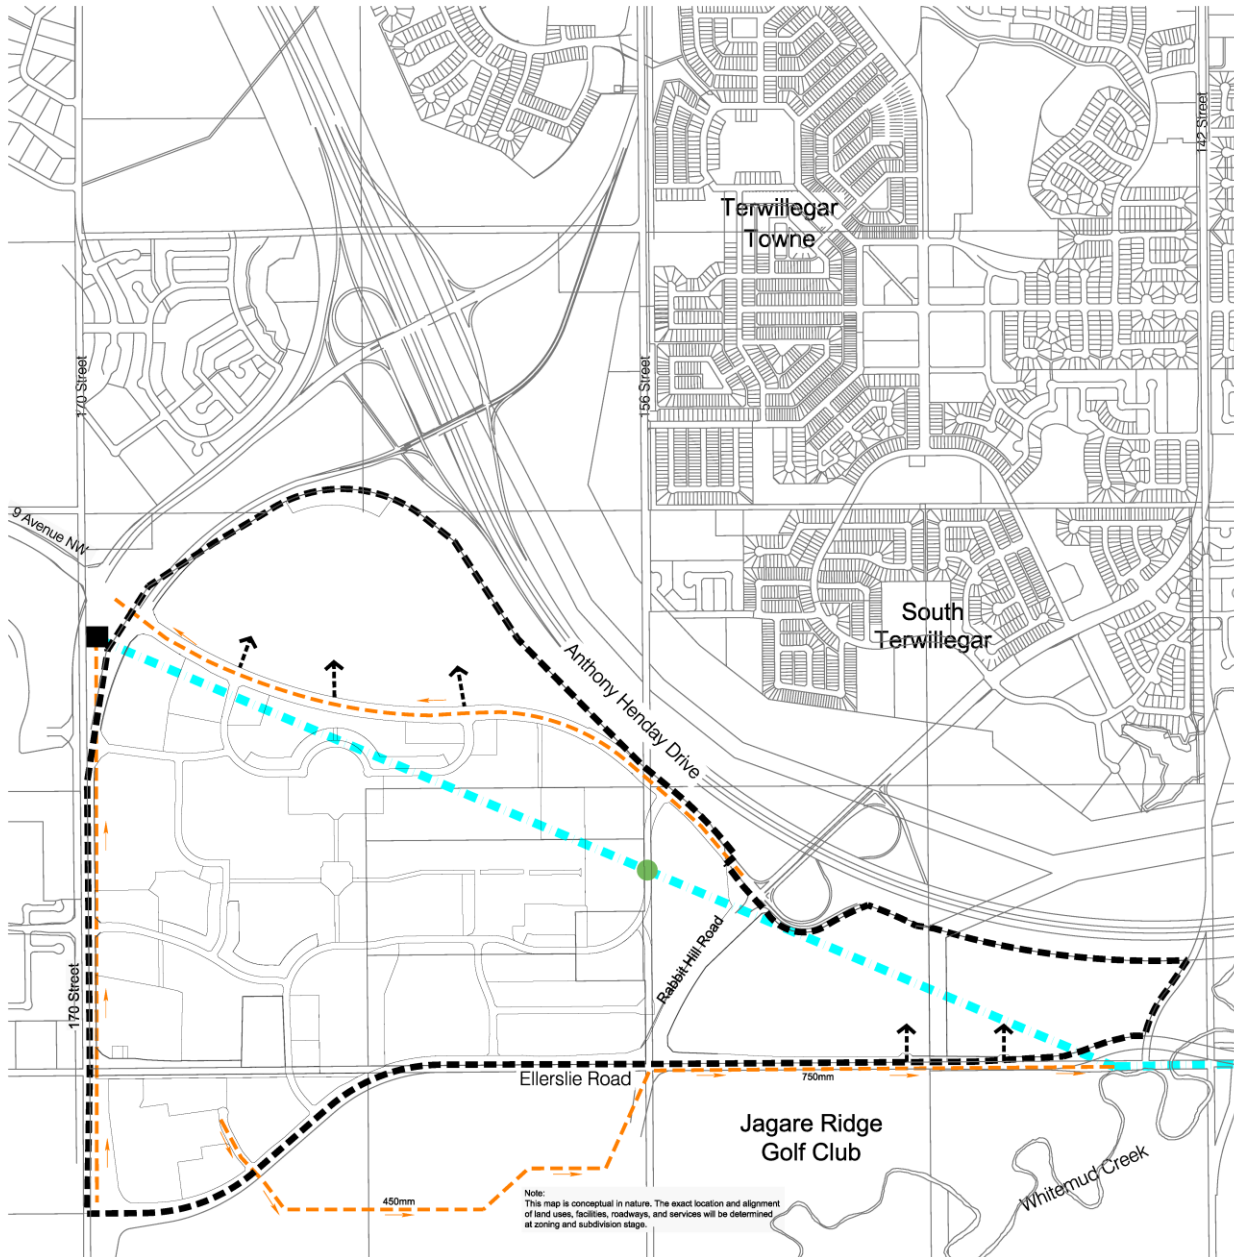 142 Street
Terwillegar
Towne
170 Street
156 Street
9 Avenue NW
South
Terwillegar
Anthony Henday Drive
Rabbit Hill Road
170 Street
Ellerslie Road
750mm
Jagare Ridge
Golf Club
Whitemud Creek
450mm
Note:
This map is conceptual in nature. The exact location and alignment
of land uses, facilities, roadways, and services will be determined
at zoning and subdivision stage.